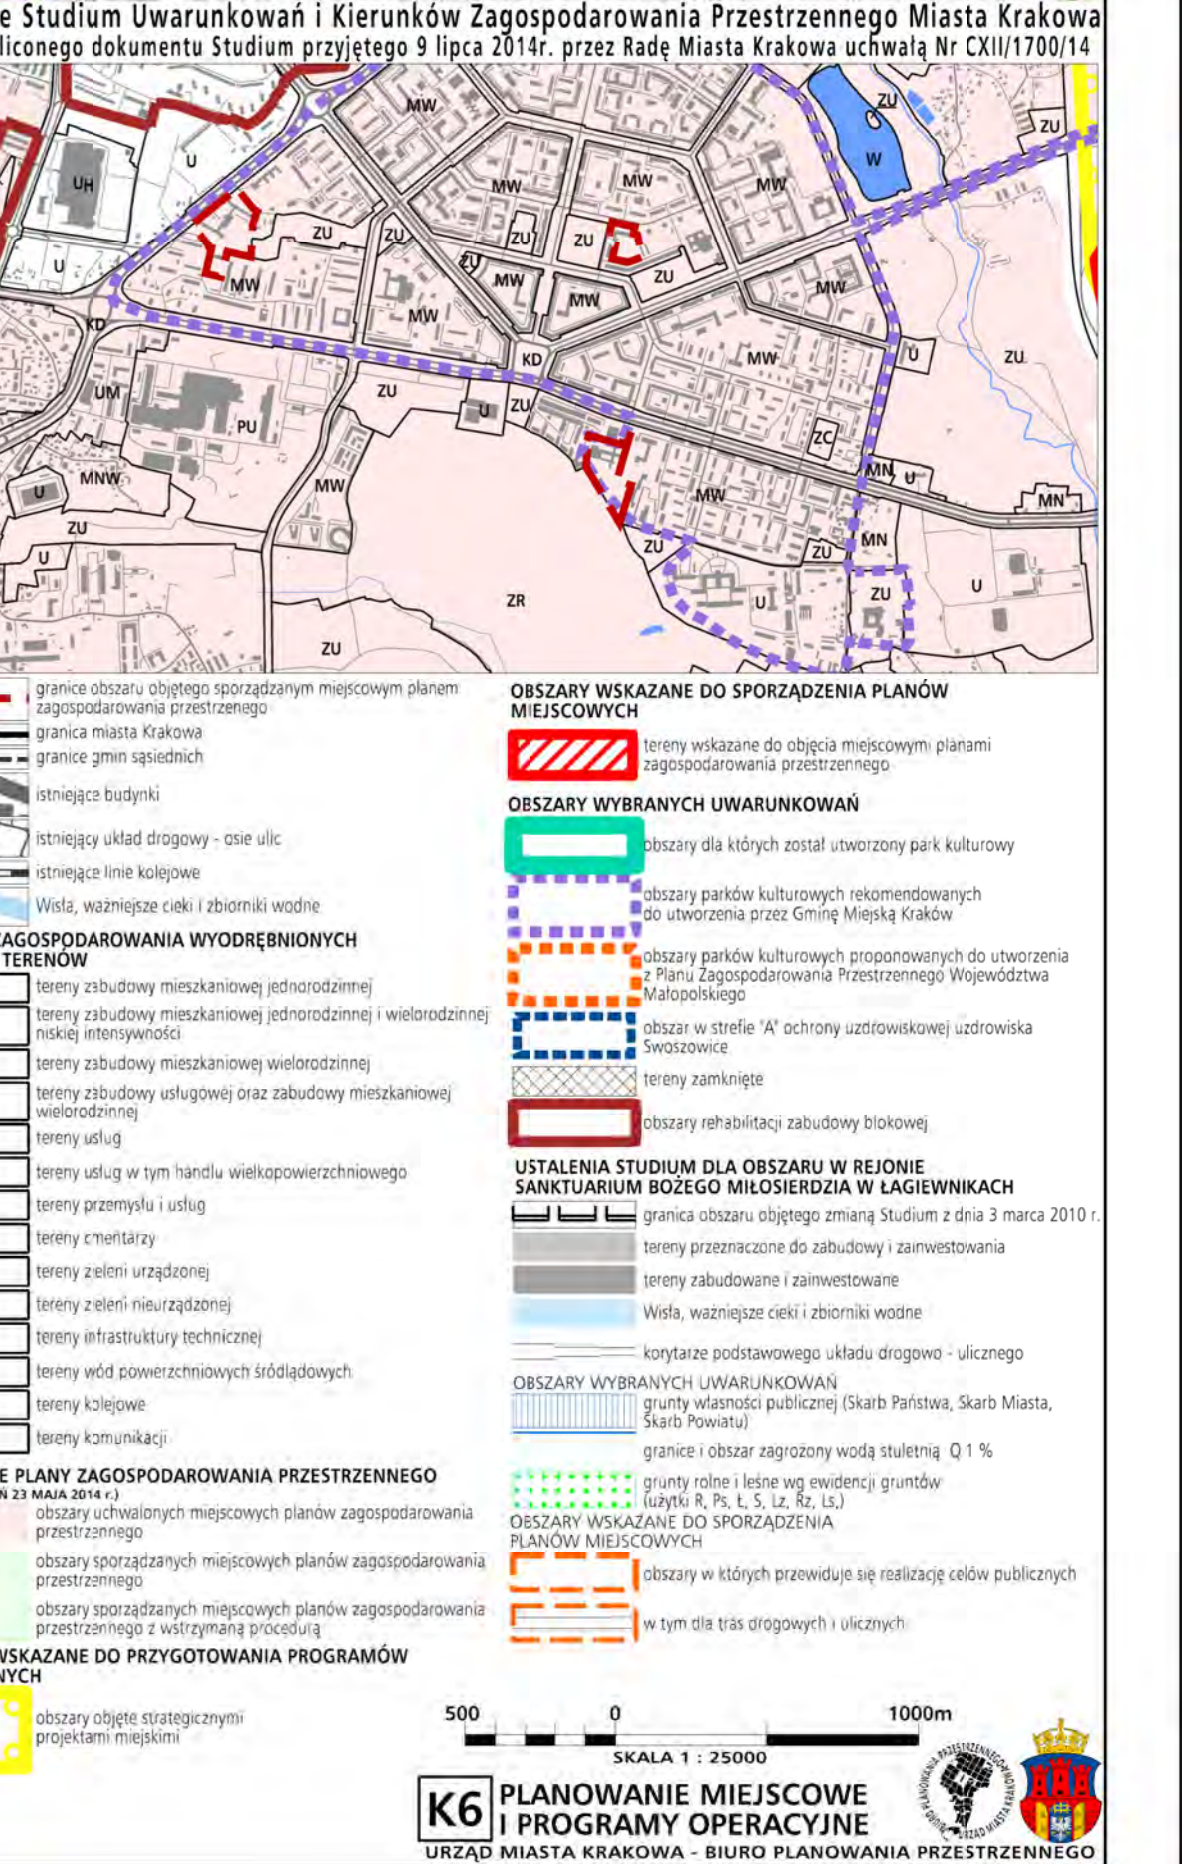 e Studium Uwarunkowań i Kierunków Zagospodarowania Przestrzennego Miasta Krakowa
liconego dokumentu Studium przyjętego 9 lipca 2014r. przez Radę Miasta Krakowa uchwałą Nr CXII/1700/14
MW
ZU
ZU
U
W
UH
MW
MW
MW
ZU
ZU
ZU
ZU
U
ZU
ZU
MW
MW
MW
MW
MW
KD
U
ZU
KD
MW
ZU
UM
U
ZU
PU
ZC
MNW
MN
U
U
MW
MW
MN
ZU
MN
ZU
ZU
U
U
ZR
U
ZU
ZU
granice obszaru objętego sporządzanym miejscowym planem
zagospodarowania przestrzenego
granica miasta Krakowa
granice gmin sąsiednich
istniejące budynki
istniejący układ drogowy - osie ulic
istniejące linie kolejowe
Wisła, ważniejsze cieki i zbiorniki wodne
ZAGOSPODAROWANIA WYODRĘBNIONYCH
TERENÓW
tereny zabudowy mieszkaniowej jednorodzinnej
tereny zabudowy mieszkaniowej jednorodzinnej i wielorodzinnej
niskiej intensywności
tereny zabudowy mieszkaniowej wielorodzinnej
tereny zabudowy usługowej oraz zabudowy mieszkaniowej
wielorodzinnej
tereny usług
tereny usług w tym handlu wielkopowierzchniowego
tereny przemysłu i usług
tereny cmentarzy
tereny zieleni urządzonej
tereny zieleni nieurządzonej
tereny infrastruktury technicznej
tereny wód powierzchniowych śródlądowych
tereny kolejowe
tereny komunikacji
E PLANY ZAGOSPODAROWANIA PRZESTRZENNEGO
Ń 23 MAJA 2014 r.)
obszary uchwalonych miejscowych planów zagospodarowania
przestrzennego
obszary sporządzanych miejscowych planów zagospodarowania
przestrzennego
obszary sporządzanych miejscowych planów zagospodarowania
przestrzennego z wstrzymaną procedurą
WSKAZANE DO PRZYGOTOWANIA PROGRAMÓW
NYCH
obszary objęte strategicznymi
projektami miejskimi
OBSZARY WSKAZANE DO SPORZĄDZENIA PLANÓW
MIEJSCOWYCH
tereny wskazane do objęcia miejscowymi planami
zagospodarowania przestrzennego
OBSZARY WYBRANYCH UWARUNKOWAŃ
obszary dla których został utworzony park kulturowy
obszary parków kulturowych rekomendowanych
do utworzenia przez Gminę Miejską Kraków
obszary parków kulturowych proponowanych do utworzenia
z Planu Zagospodarowania Przestrzennego Województwa
Małopolskiego
obszar w strefie "A" ochrony uzdrowiskowej uzdrowiska
Swoszowice
tereny zamknięte
obszary rehabilitacji zabudowy blokowej
USTALENIA STUDIUM DLA OBSZARU W REJONIE
SANKTUARIUM BOŻEGO MIŁOSIERDZIA W ŁAGIEWNIKACH
granica obszaru objętego zmianą Studium z dnia 3 marca 2010 r.
tereny przeznaczone do zabudowy i zainwestowania
tereny zabudowane i zainwestowane
Wisła, ważniejsze cieki i zbiorniki wodne
korytarze podstawowego układu drogowo - ulicznego
OBSZARY WYBRANYCH UWARUNKOWAŃ
grunty własności publicznej (Skarb Państwa, Skarb Miasta,
Skarb Powiatu)
granice i obszar zagrożony wodą stuletnią Q 1 %
grunty rolne i leśne wg ewidencji gruntów
(użytki R, Ps, Ł, S, Lz, Rz, Ls,)
OBSZARY WSKAZANE DO SPORZĄDZENIA
PLANÓW MIEJSCOWYCH
obszary w których przewiduje się realizację celów publicznych
w tym dla tras drogowych i ulicznych
500 0 1000m
SKALA 1 : 25000
K6 PLANOWANIE MIEJSCOWE
I PROGRAMY OPERACYJNE
URZĄD MIASTA KRAKOWA - BIURO PLANOWANIA PRZESTRZENNEGO